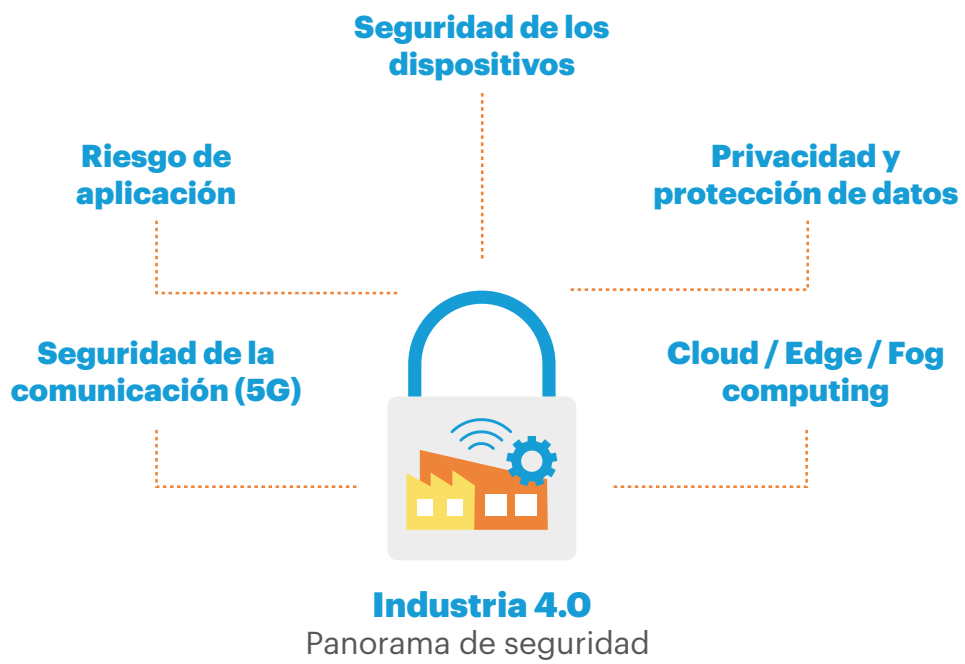 Seguridad de los
dispositivos
Riesgo de
aplicación
Privacidad y
protección de datos
Seguridad de la
comunicación (5G)
Cloud / Edge / Fog
computing
Industria 4.0
Panorama de seguridad